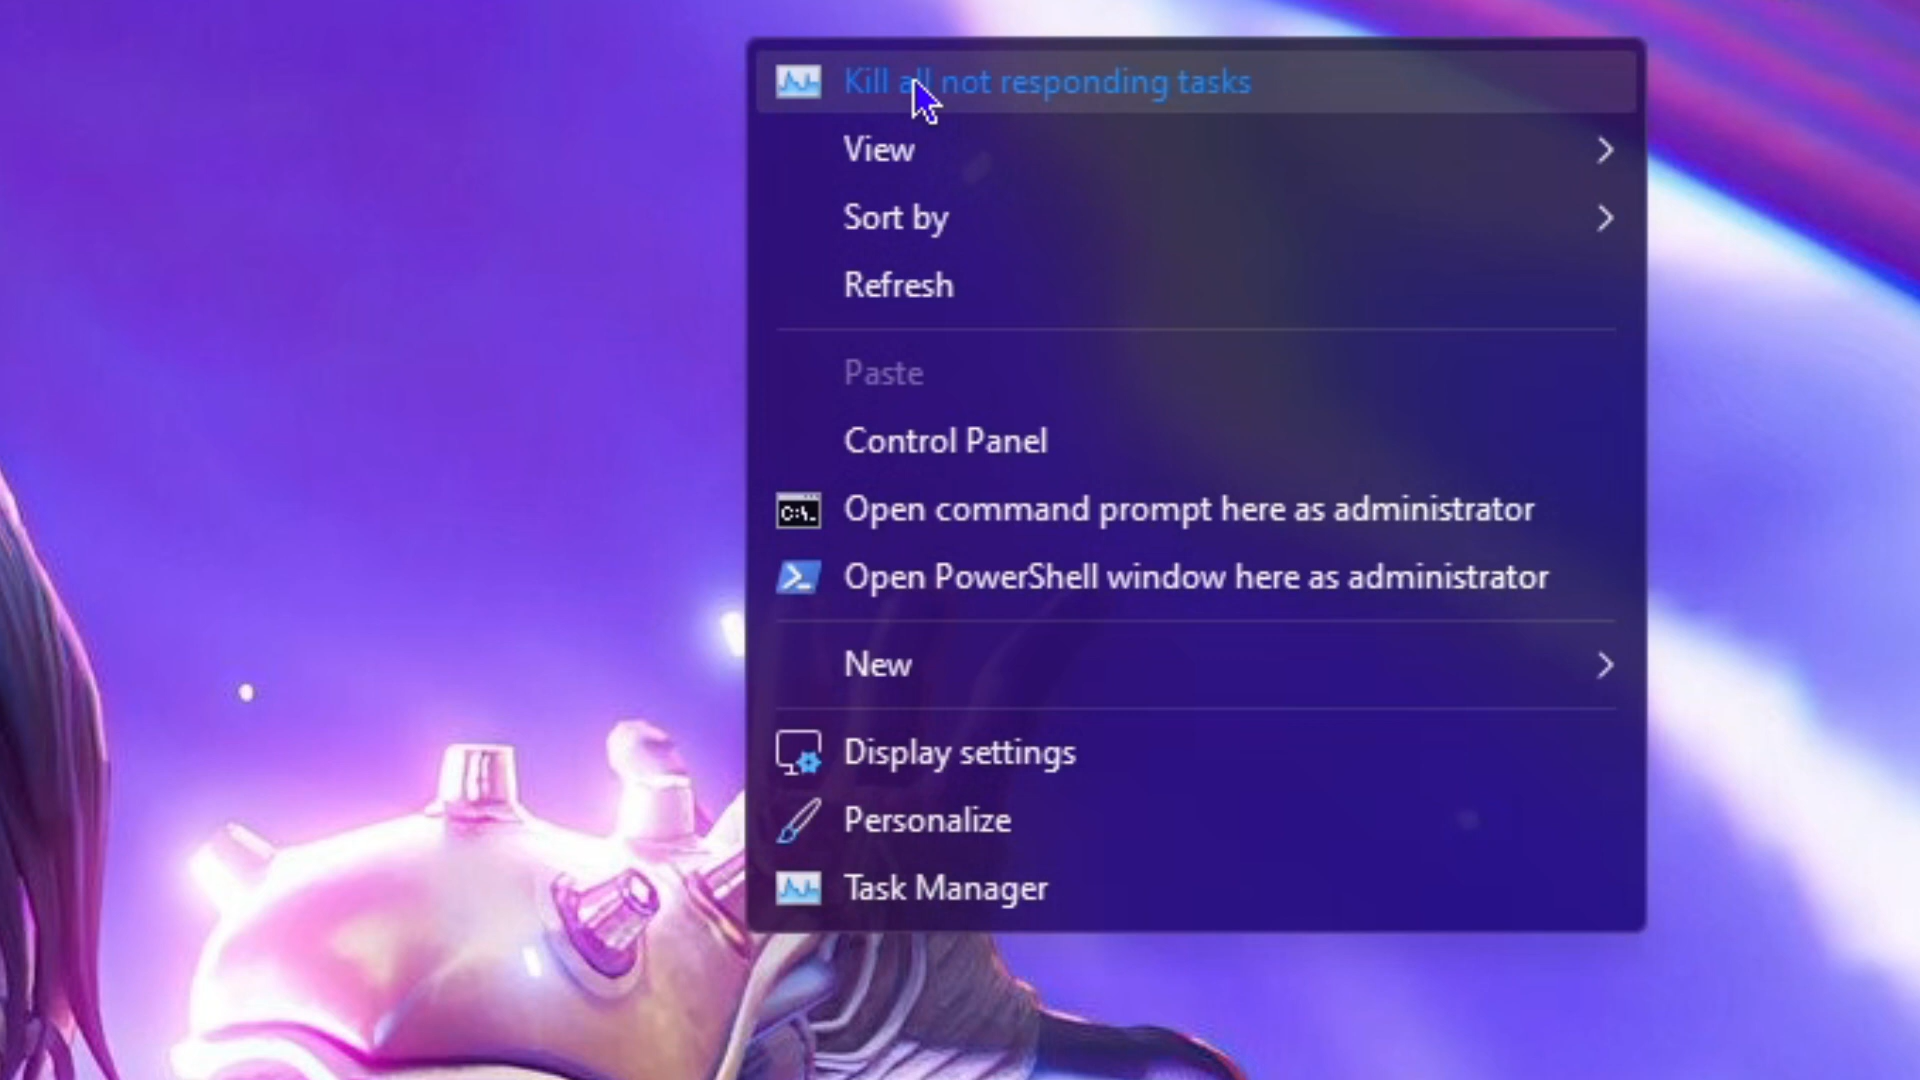 Kill all not responding tasks
View
Sort by
Refresh
Paste
Control Panel
C:\.
Open command prompt here as administrator
Open PowerShell window here as administrator
New
Display settings
Personalize
Task Manager